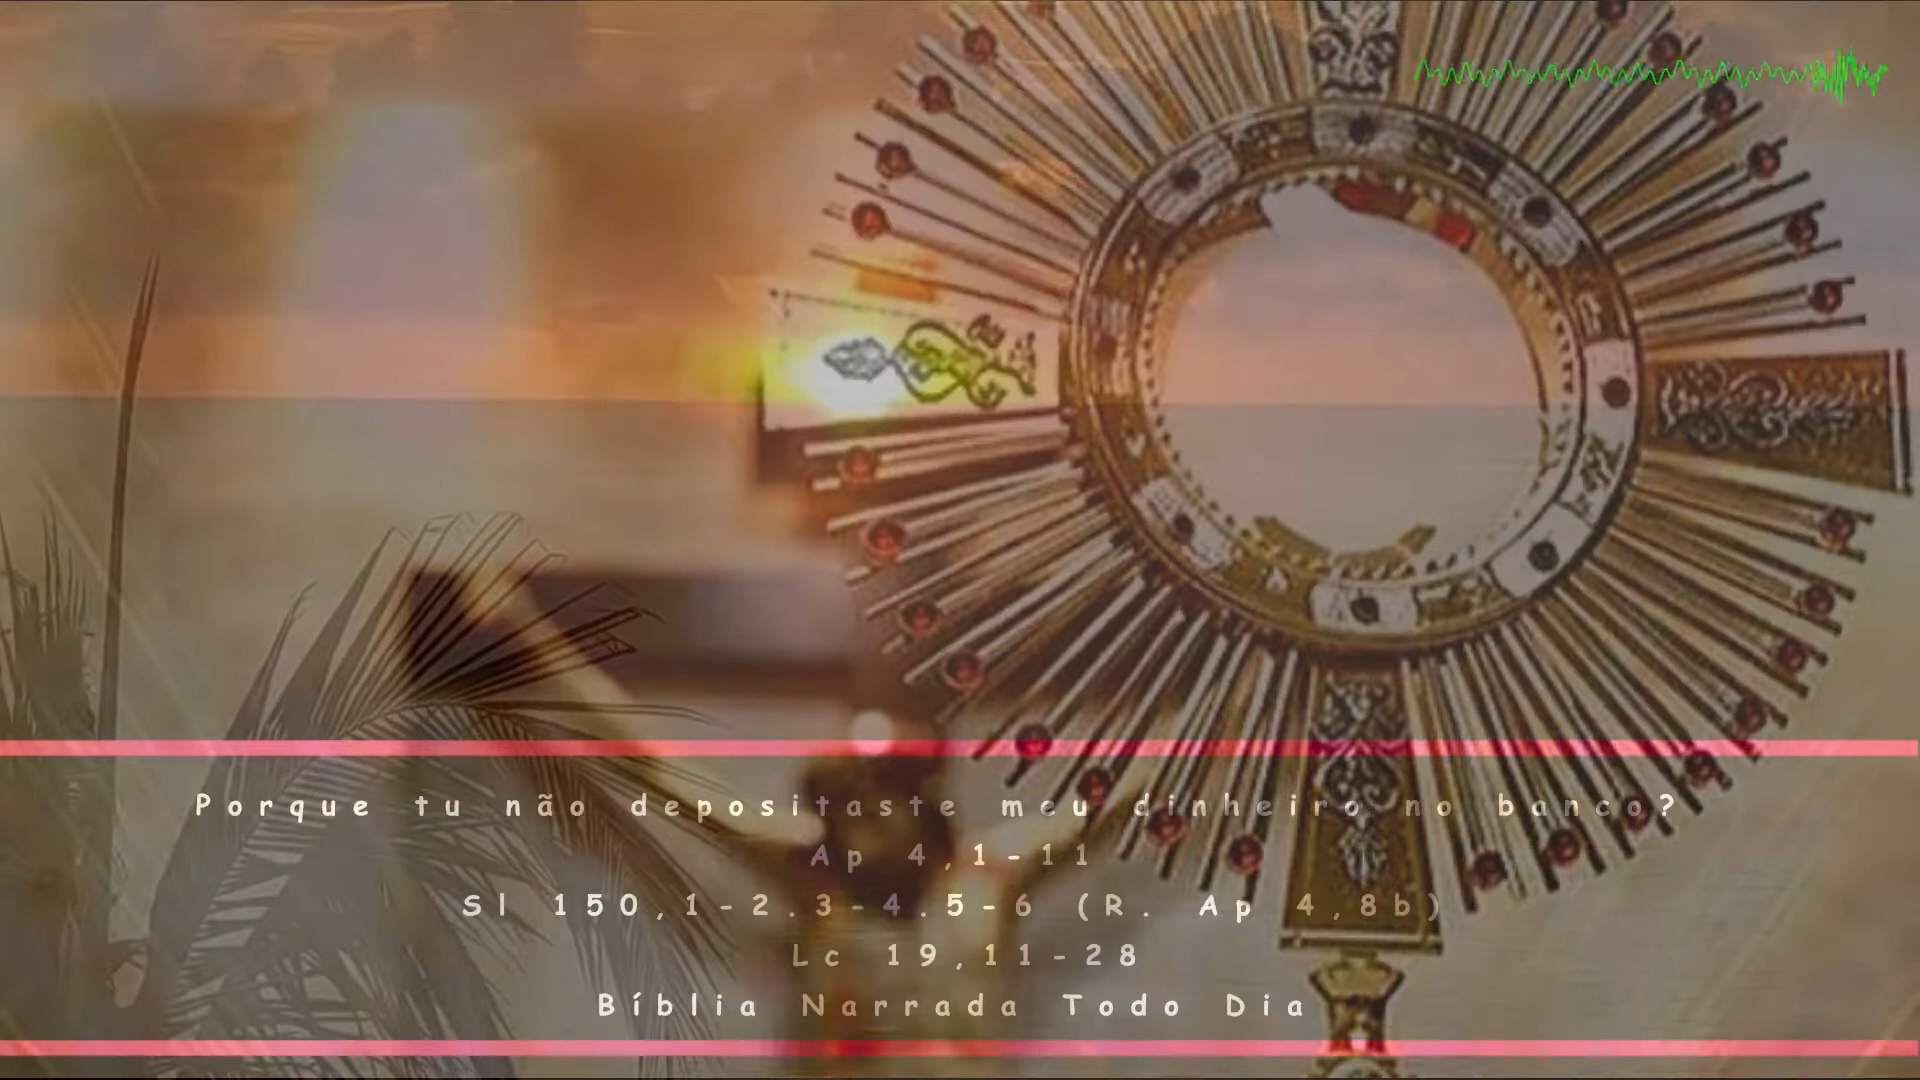 Porque tu não depositaste meu dinheiro no banco?
Ap 4,1-11
Sl 150,1-2.3-4.5-6 (R. Ap 4,8b)
Lc 19,11-28
Bíblia Narrada Todo Dia